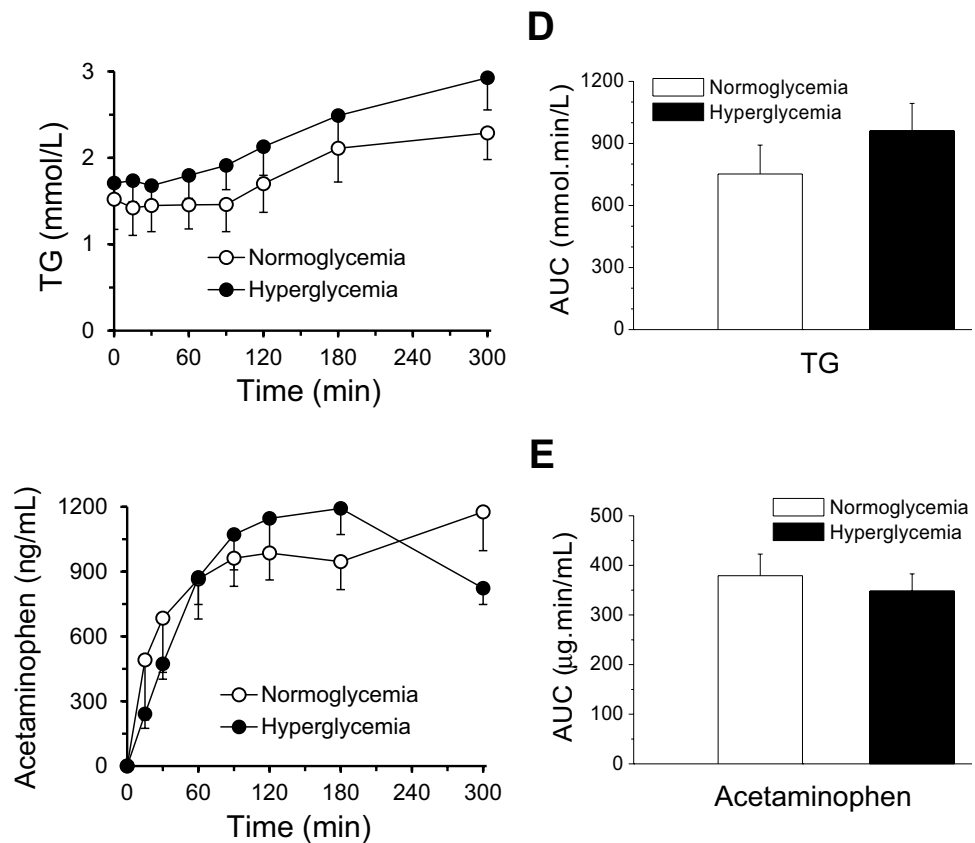 D
TG (mmol/L)
3
2
1
0
Normoglycemia
Hyperglycemia
0 60 120 180 240 300
Time (min)
AUC (mmol.min/L)
1200
900
600
300
0
Normoglycemia
Hyperglycemia
TG
E
Acetaminophen (ng/mL)
1200
900
600
300
0
Normoglycemia
Hyperglycemia
0 60 120 180 240 300
Time (min)
AUC (μg.min/mL)
500
400
300
200
100
0
Normoglycemia
Hyperglycemia
Acetaminophen